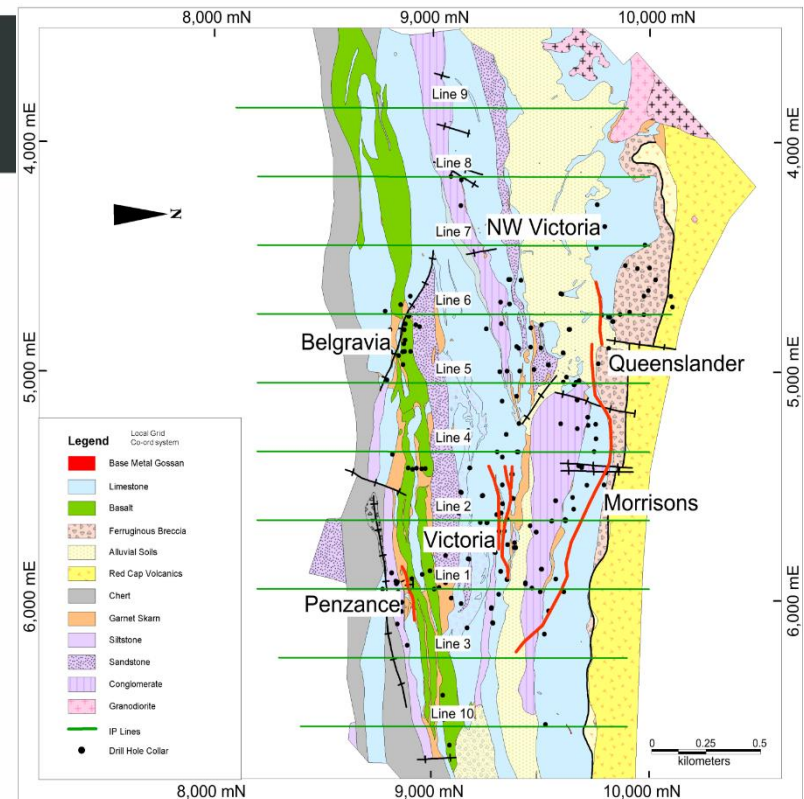 8,000 mN
9,000 mN
10,000 mN
4,000 mE
4,000 mE
Line 9
Line 8
N
Line 7
NW Victoria
Line 6
Belgravia
Queenslander
5,000 mE
5,000 mE
Line 5
Legend
Local Grid
Co-ord system
Base Metal Gossan
Limestone
Basalt
Ferruginous Breccia
Alluvial Soils
Red Cap Volcanics
Chert
Garnet Skarn
Siltstone
Sandstone
Conglomerate
Granodiorite
IP Lines
Drill Hole Collar
Line 4
Line 2
Morrisons
Victoria
Line 1
6,000 mE
6,000 mE
Penzance
Line 3
Line 10
0 0.25 0.5
kilometers
8,000 mN
9,000 mN
10,000 mN